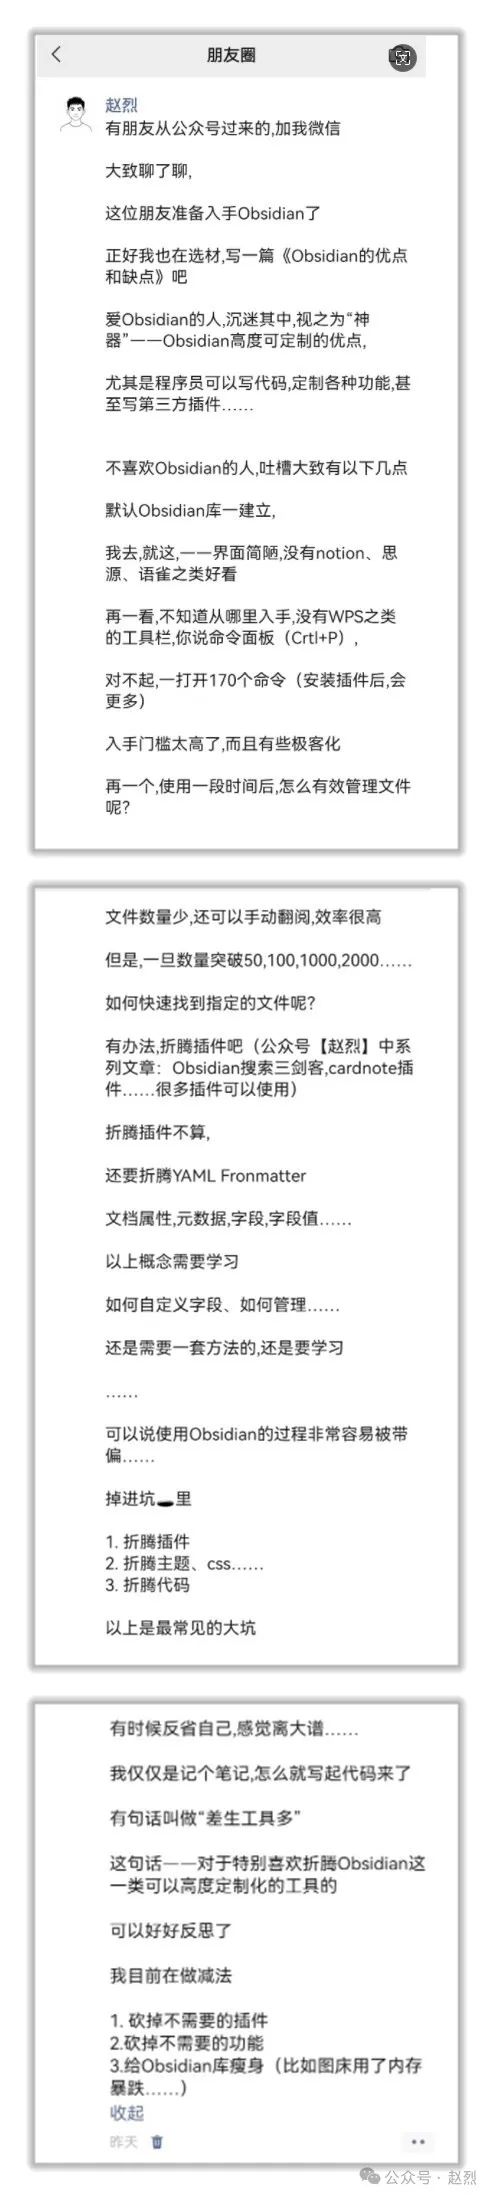 朋友圈
赵烈
有朋友从公众号过来的,加我微信
大致聊了聊,
这位朋友准备入手Obsidian了
正好我也在选材,写一篇《Obsidian的优点
和缺点》吧
爱Obsidian的人,沉迷其中,视之为“神
器”——Obsidian高度可定制的优点,
尤其是程序员可以写代码,定制各种功能,甚
至写第三方插件……
不喜欢Obsidian的人,吐槽大致有以下几点
默认Obsidian库一建立,
我去,就这,——界面简陋,没有notion、思
源、语雀之类好看
再一看,不知道从哪里入手,没有WPS之类
的工具栏,你说命令面板（Crtl+P）,
对不起,一打开170个命令（安装插件后,会
更多）
入手门槛太高了,而且有些极客化
再一个,使用一段时间后,怎么有效管理文件
呢?
文件数量少,还可以手动翻阅,效率很高
但是,一旦数量突破50,100,1000,2000……
如何快速找到指定的文件呢?
有办法,折腾插件吧（公众号【赵烈】中系
列文章：Obsidian搜索三剑客,cardnote插
件……很多插件可以使用）
折腾插件不算,
还要折腾YAML Fronmatter
文档属性,元数据,字段,字段值……
以上概念需要学习
如何自定义字段、如何管理……
还是需要一套方法的,还是要学习
……
可以说使用Obsidian的过程非常容易被带
偏……
掉进坑🕳里
1. 折腾插件
2. 折腾主题、css……
3. 折腾代码
以上是最常见的大坑
有时候反省自己,感觉离大谱……
我仅仅是记个笔记,怎么就写起代码来了
有句话叫做“差生工具多”
这句话——对于特别喜欢折腾Obsidian这
一类可以高度定制化的工具的
可以好好反思了
我目前在做减法
1. 砍掉不需要的插件
2.砍掉不需要的功能
3.给Obsidian库瘦身（比如图床用了内存
暴跌……）
收起
昨天
公众号·赵烈